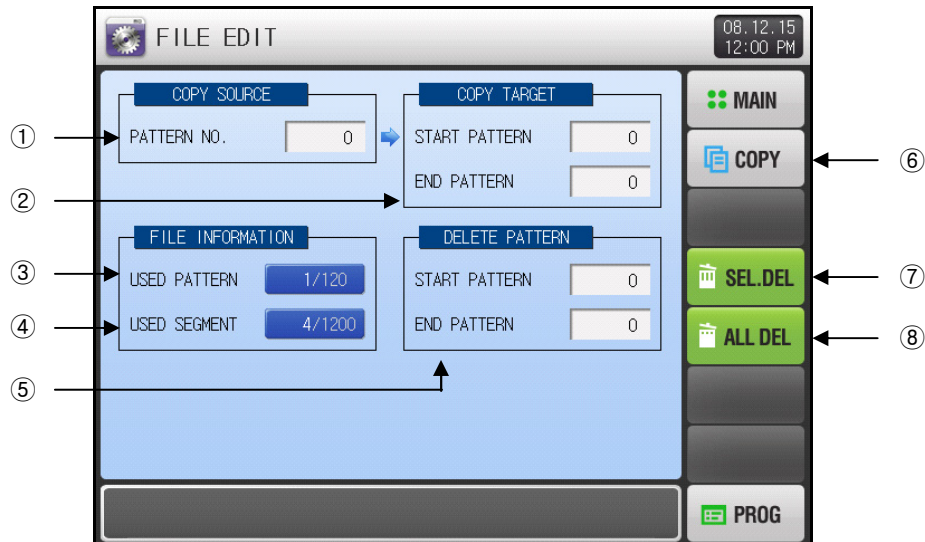 FILE EDIT
08.12.15
12:00 PM
COPY SOURCE
PATTERN NO. 0
COPY TARGET
START PATTERN 0
END PATTERN 0
FILE INFORMATION
USED PATTERN 1/120
USED SEGMENT 4/1200
DELETE PATTERN
START PATTERN 0
END PATTERN 0
MAIN
COPY
SEL.DEL
ALL DEL
PROG
①
②
③
④
⑤
⑥
⑦
⑧